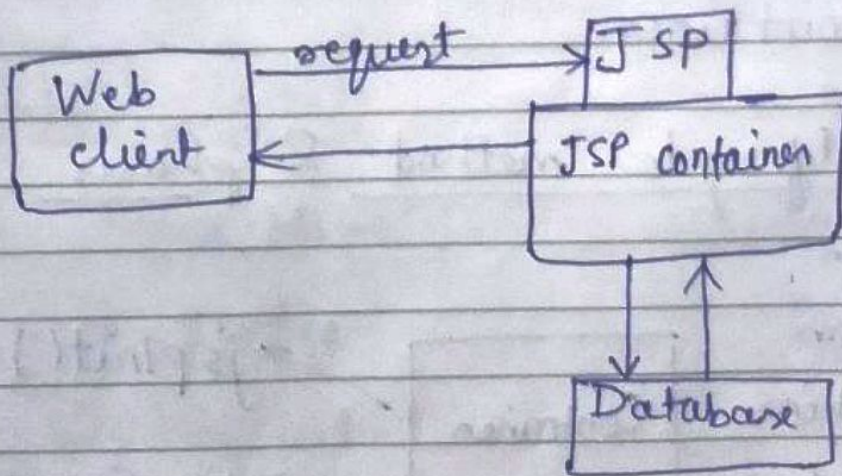 request
JSP
Web
client
JSP container
Database